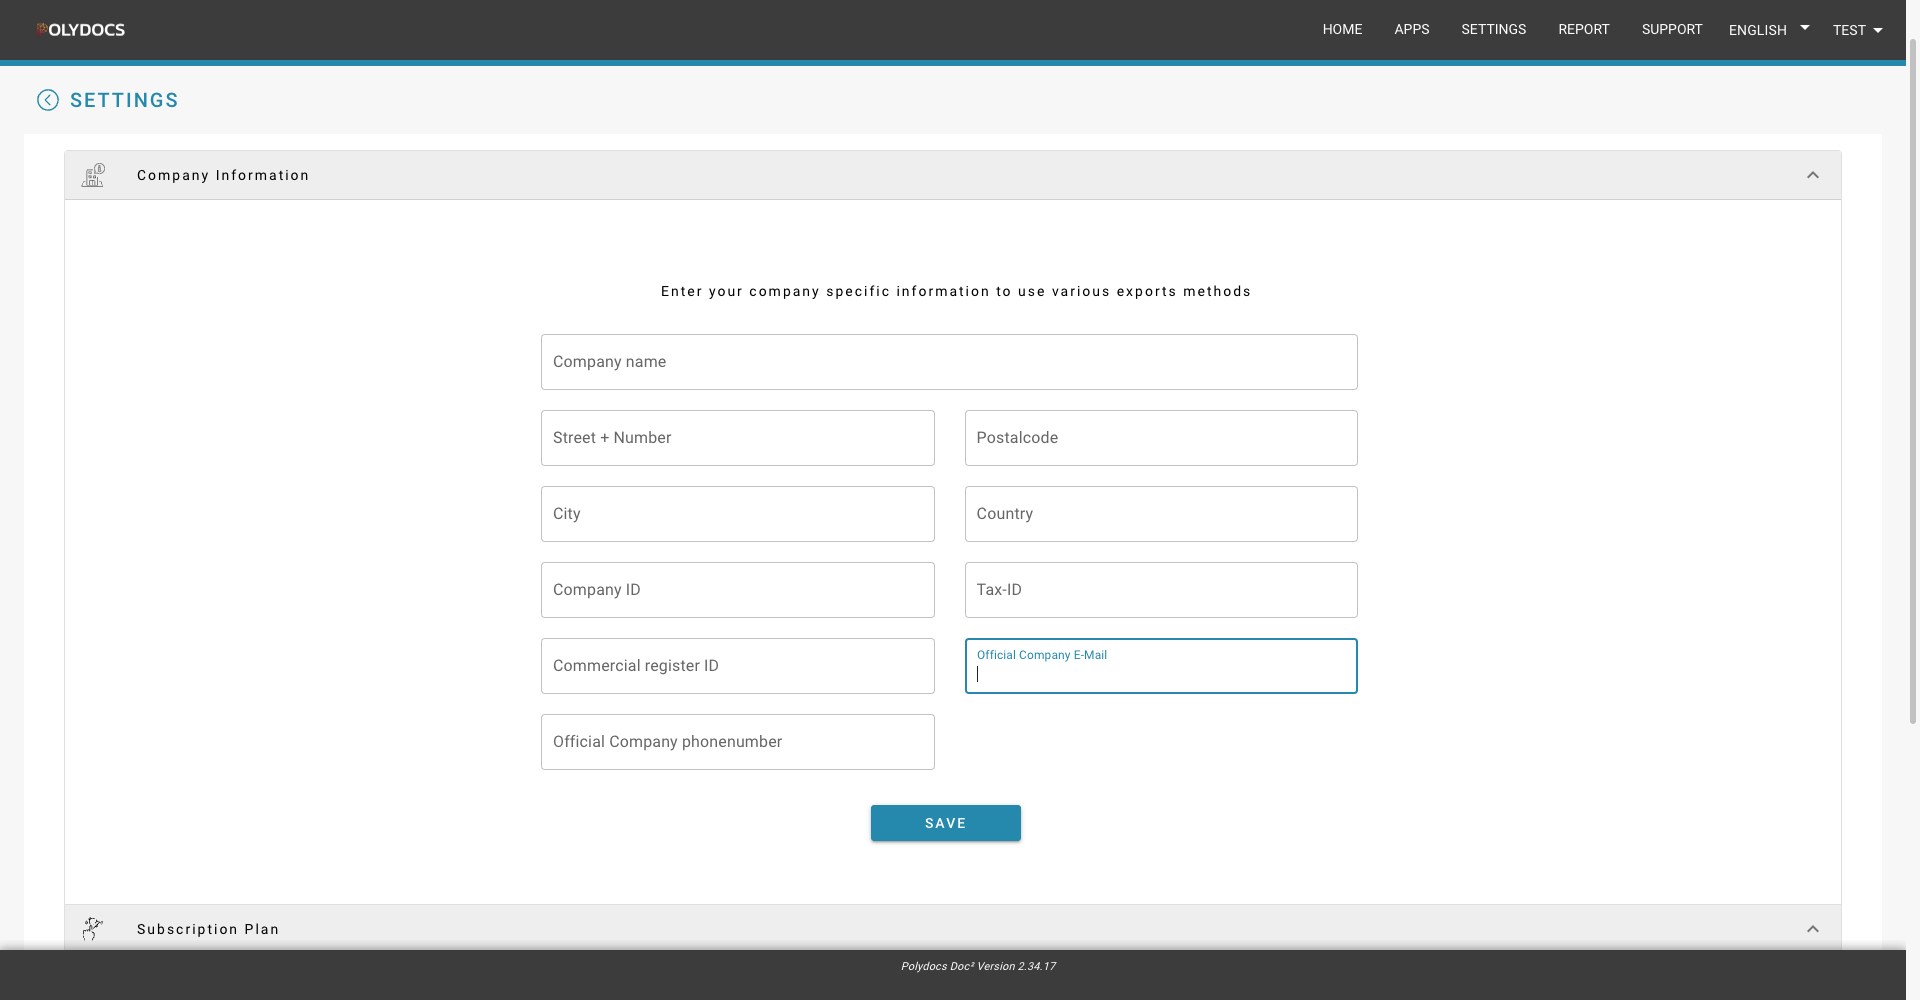 POLYDOCS
HOME APPS SETTINGS REPORT SUPPORT ENGLISH TEST
SETTINGS
Company Information
Enter your company specific information to use various exports methods
Company name
Street + Number Postalcode
City Country
Company ID Tax-ID
Commercial register ID Official Company E-Mail
Official Company phonenumber
SAVE
Subscription Plan
Polydocs Doc² Version 2.34.17